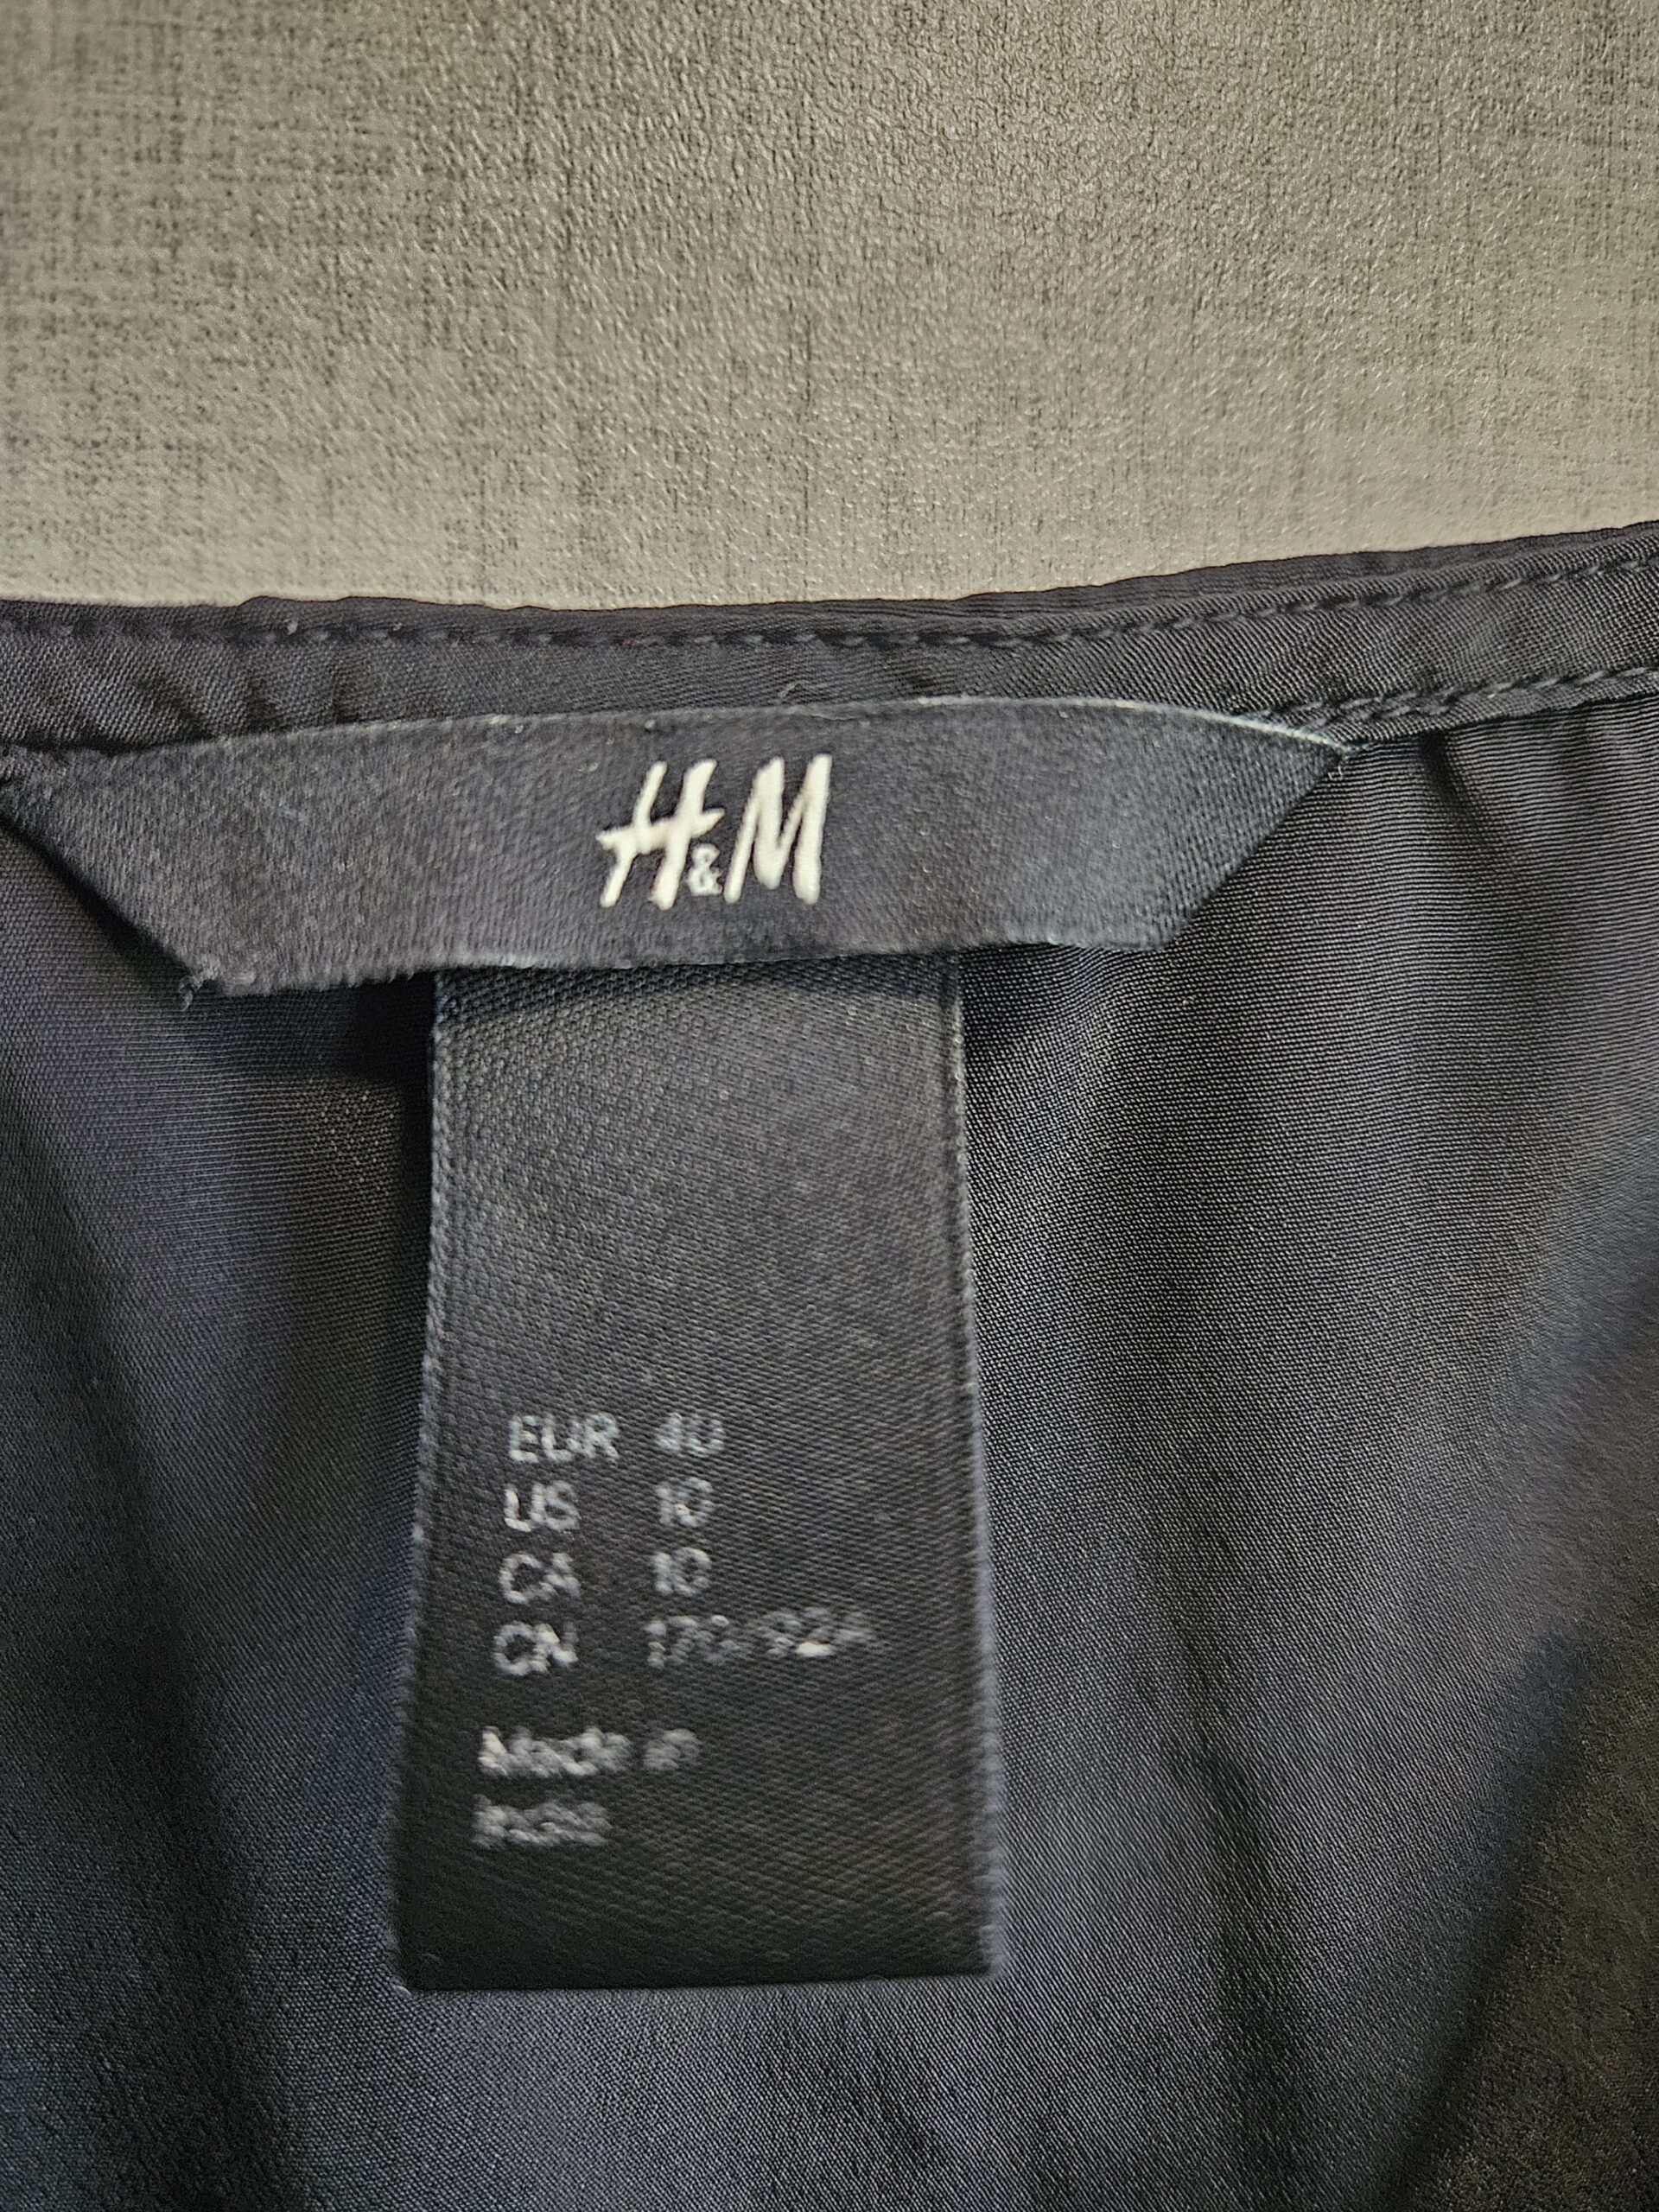 H&M
EUR 40
US 10
CA 10
CN 170/92A
Made in
India